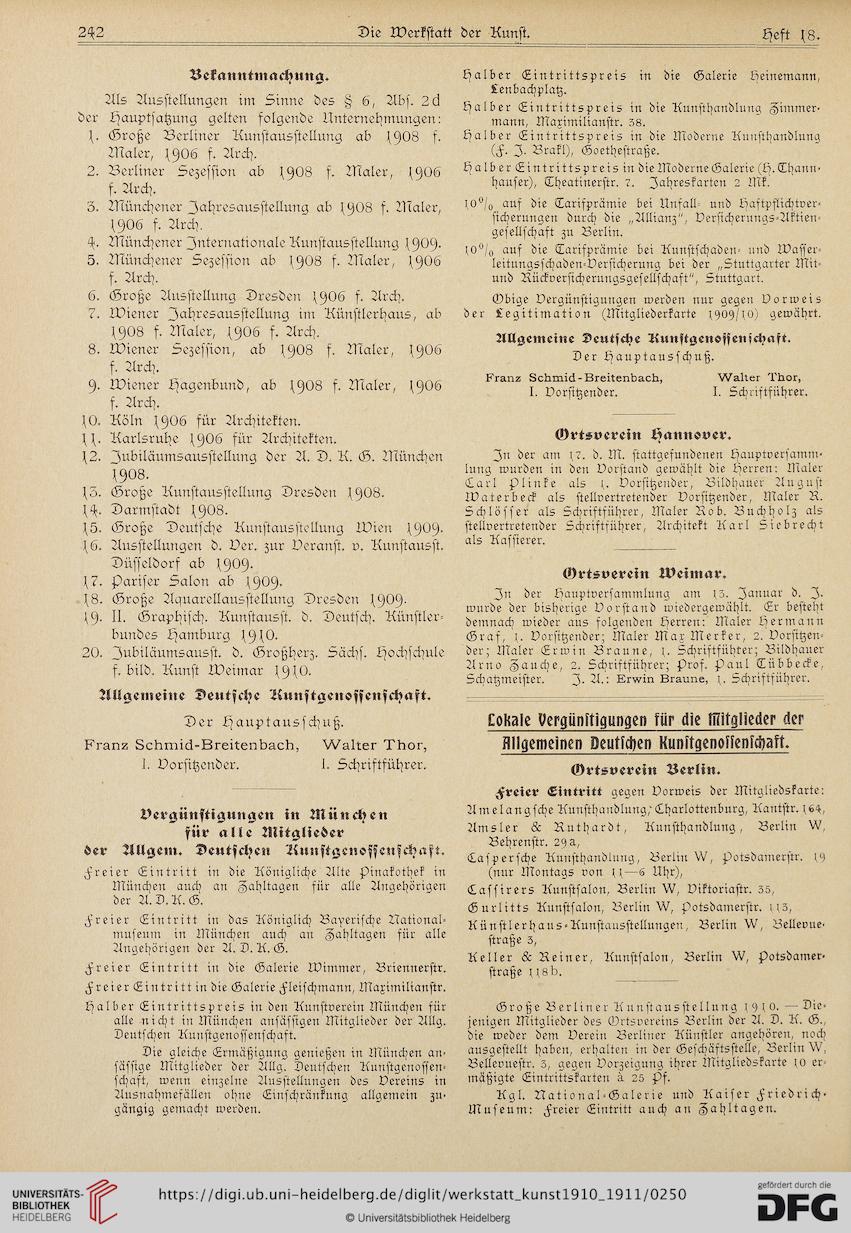 242
Die Werkstatt der Kunst.
Heft 18.
Bekanntmachung.
Als Ausstellungen im Sinne des § 6, Abs. 2d
der Hauptsatzung gelten folgende Unternehmungen:
1. Große Berliner Kunstausstellung ab 1908 f.
Maler, 1906 f. Arch.
2. Berliner Sezession ab 1908 f. Maler, 1906
f. Arch.
3. Münchener Jahresausstellung ab 1908 f. Maler,
1906 f. Arch.
4. Münchener Internationale Kunstausstellung 1909.
5. Münchener Sezession ab 1908 f. Maler, 1906
f. Arch.
6. Große Ausstellung Dresden 1906 f. Arch.
7. Wiener Jahresausstellung im Künstlerhaus, ab
1908 f. Maler, 1906 f. Arch.
8. Wiener Sezession, ab 1908 f. Maler, 1906
f. Arch.
9. Wiener Hagenbund, ab 1908 f. Maler, 1906
f. Arch.
10. Köln 1906 für Architekten.
11. Karlsruhe 1906 für Architekten.
12. Jubiläumsausstellung der A. D. K. G. München
1908.
13. Große Kunstausstellung Dresden 1908.
14. Darmstadt 1908.
15. Große Deutsche Kunstausstellung Wien 1909.
16. Ausstellungen d. Ver. zur Veranst. v. Kunstausst.
Düsseldorf ab 1909.
17. Pariser Salon ab 1909.
18. Große Aquarellausstellung Dresden 1909.
19. II. Graphisch. Kunstausst. d. Deutsch. Künstler-
bundes Hamburg 1910.
20. Jubiläumsausst. d. Großherz. Sächs. Hochschule
f. bild. Kunst Weimar 1910.
Allgemeine Deutsche Kunstgenossenschaft.
Der Hauptausschuß.
Franz Schmid-Breitenbach, Walter Thor,
I. Vorsitzender. I. Schriftführer.
Vergünstigungen in München
für alle Mitglieder
der Allgem. Deutschen Kunstgenossenschaft.
Freier Eintritt in die Königliche Alte Pinakothek in
München auch an Zahltagen für alle Angehörigen
der A. D. K. G.
Freier Eintritt in das Königlich Bayerische National-
museum in München auch an Zahltagen für alle
Angehörigen der A. D. K. G.
Freier Eintritt in die Galerie Wimmer, Briennerstr.
Freier Eintritt in die Galerie Fleischmann, Maximilianstr.
Halber Eintrittspreis in den Kunstverein München für
alle nicht in München ansässigen Mitglieder der Allg.
Deutschen Kunstgenossenschaft.
Die gleiche Ermäßigung genießen in München an-
sässige Mitglieder der Allg. Deutschen Kunstgenossen-
schaft, wenn einzelne Ausstellungen des Vereins in
Ausnahmefällen ohne Einschränkung allgemein zu-
gängig gemacht werden.
Halber Eintrittspreis in die Galerie Heinemann,
Lenbachplatz.
Halber Eintrittspreis in die Kunsthandlung Zimmer-
mann, Maximilianstr. 38.
Halber Eintrittspreis in die Moderne Kunsthandlung
(F. J. Brakl), Goethestraße.
Halber Eintrittspreis in die Moderne Galerie (H. Thann-
hauser), Theatinerstr. 7. Jahreskarten 2 Mk.
10% auf die Tarifprämie bei Unfall- und Haftpflichtver-
sicherungen durch die „Allianz“, Versicherungs-Aktien-
gesellschaft zu Berlin.
10% auf die Tarifprämie bei Kunstschaden- und Wasser-
leitungsschaden-Versicherung bei der „Stuttgarter Mit-
und Rückversicherungsgesellschaft“, Stuttgart.
Obige Vergünstigungen werden nur gegen Vorweis
der Legitimation (Mitgliederkarte 1909/10) gewährt.
Allgemeine Deutsche Kunstgenossenschaft.
Der Hauptausschuß.
Franz Schmid-Breitenbach, Walter Thor,
I. Vorsitzender. I. Schriftführer.
Ortsverein Hannover.
In der am 17. d. M. stattgefundenen Hauptversamm-
lung wurden in den Vorstand gewählt die Herren: Maler
Carl Plinke als 1. Vorsitzender, Bildhauer August
Waterbeck als stellvertretender Vorsitzender, Maler R.
Schlösser als Schriftführer, Maler Rob. Buchholz als
stellvertretender Schriftführer, Architekt Karl Siebrecht
als Kassierer.
Ortsverein Weimar.
In der Hauptversammlung am 13. Januar d. J.
wurde der bisherige Vorstand wiedergewählt. Er besteht
demnach wieder aus folgenden Herren: Maler Hermann
Graf, 1. Vorsitzender; Maler Max Merker, 2. Vorsitzen-
der; Maler Erwin Braune, 1. Schriftführer; Bildhauer
Arno Zauche, 2. Schriftführer; Prof. Paul Tübbecke,
Schatzmeister. J. A.: Erwin Braune, 1. Schriftführer.
Lokale Vergünstigungen für die Mitglieder der
Allgemeinen Deutschen Kunstgenossenschaft.
Ortsverein Berlin.
Freier Eintritt gegen Vorweis der Mitgliedskarte:
Amelangsche Kunsthandlung, Charlottenburg, Kantstr. 164,
Amsler & Ruthardt, Kunsthandlung, Berlin W,
Behrenstr. 29a,
Caspersche Kunsthandlung, Berlin W, Potsdamerstr. 19
(nur Montags von 11—6 Uhr),
Cassirers Kunstsalon, Berlin W, Viktoriastr. 35,
Gurlitts Kunstsalon, Berlin W, Potsdamerstr. 113,
Künstlerhaus-Kunstausstellungen, Berlin W, Bellevue-
straße 3,
Keller & Reiner, Kunstsalon, Berlin W, Potsdamer-
straße 118b.
Große Berliner Kunstausstellung 1910. — Die-
jenigen Mitglieder des Ortsvereins Berlin der A. D. K. G.,
die weder dem Verein Berliner Künstler angehören, noch
ausgestellt haben, erhalten in der Geschäftsstelle, Berlin W,
Bellevuestr. 3, gegen Vorzeigung ihrer Mitgliedskarte 10 er-
mäßigte Eintrittskarten à 25 Pf.
Kgl. National-Galerie und Kaiser Friedrich-
Museum: Freier Eintritt auch an Zahltagen.
UNIVERSITÄTS-
BIBLIOTHEK
HEIDELBERG
https://digi.ub.uni-heidelberg.de/diglit/werkstatt_kunst1910_1911/0250
© Universitätsbibliothek Heidelberg
gefördert durch die
DFG